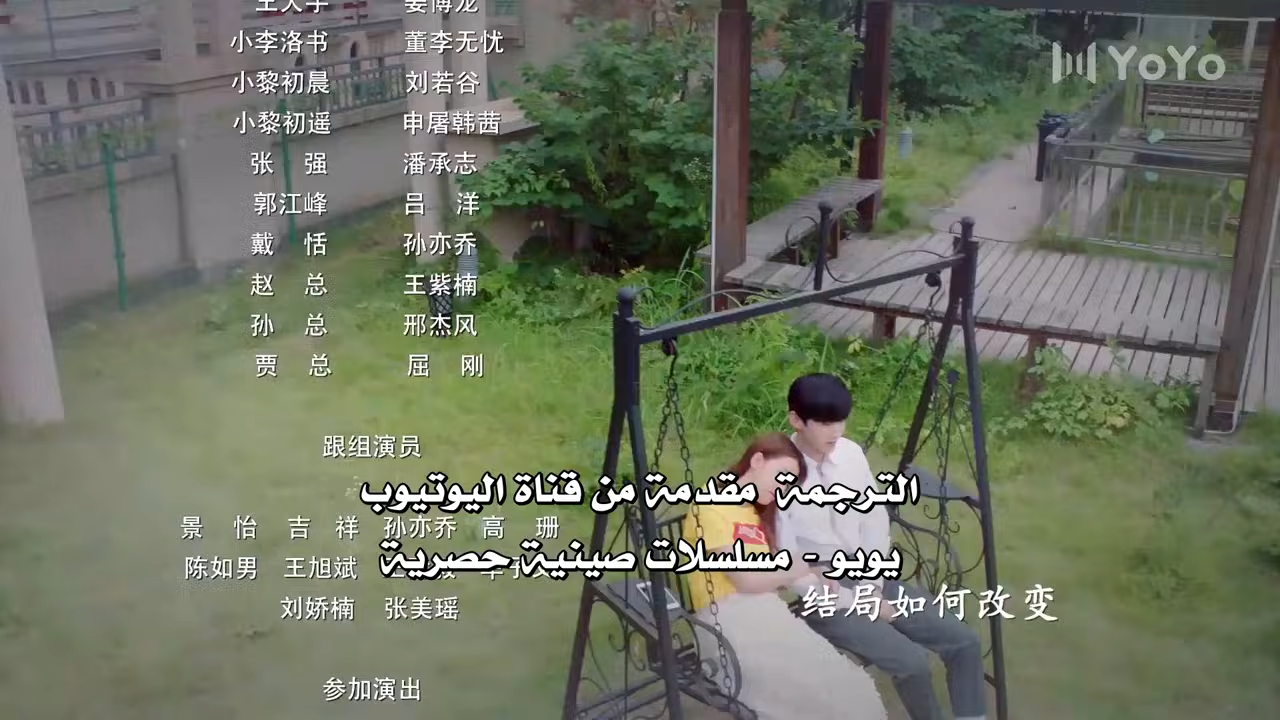 YoYo
小李洛书 董李无忧
小黎初晨 刘若谷
小黎初遥 申屠韩茜
张 强 潘承志
郭江峰 吕 洋
戴 恬 孙亦乔
赵 总 王紫楠
孙 总 邢杰风
贾 总 屈 刚
跟组演员
الترجمة مقدمة من قناة اليوتيوب
景 怡 吉 祥 孙亦乔 高 珊
يويو - مسلسلات صينية حصرية
陈如男 王旭斌
结局如何改变
刘娇楠 张美瑶
参加演出